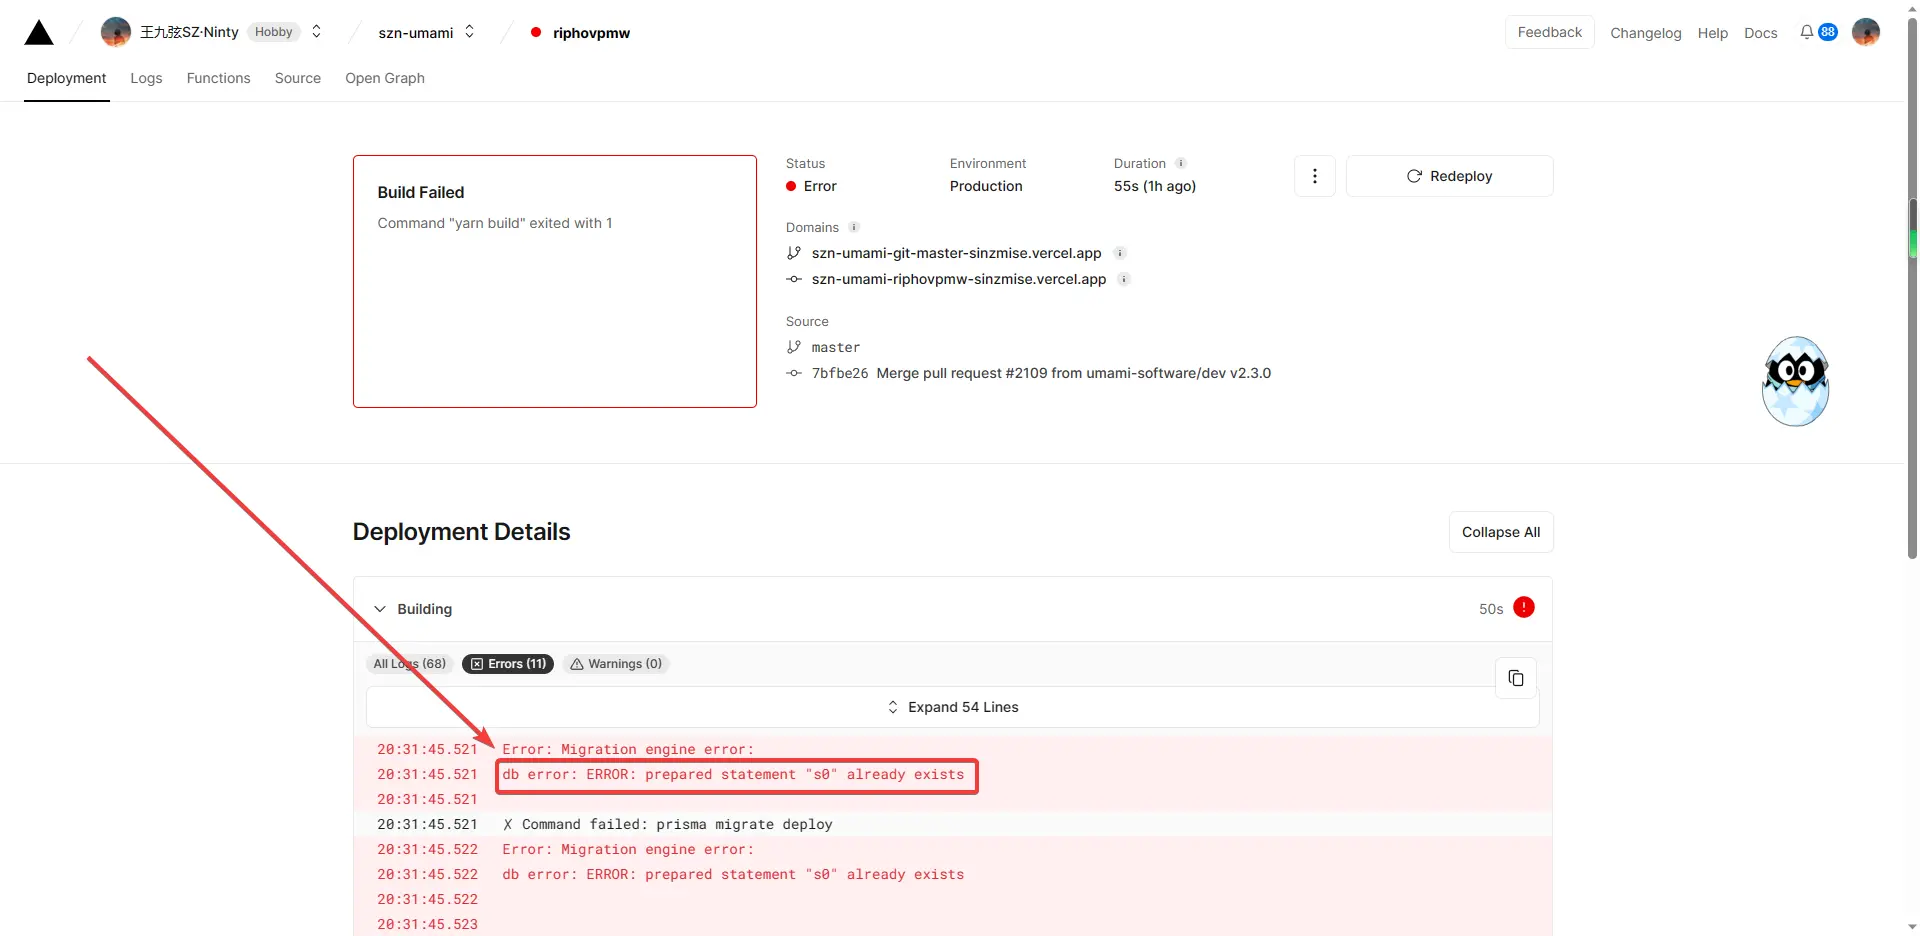 王九弦SZ·Ninty Hobby szn-umami riphovpmw Feedback Changelog Help Docs 88
Deployment Logs Functions Source Open Graph
Build Failed
Command "yarn build" exited with 1
Status Environment Duration
Error Production 55s (1h ago)
Redeploy
Domains
szn-umami-git-master-sinzmise.vercel.app
szn-umami-riphovpmw-sinzmise.vercel.app
Source
master
7bfbe26 Merge pull request #2109 from umami-software/dev v2.3.0
Deployment Details
Collapse All
Building 50s
All Logs (68) Errors (11) Warnings (0)
Expand 54 Lines
20:31:45.521 Error: Migration engine error:
20:31:45.521 db error: ERROR: prepared statement "s0" already exists
20:31:45.521
20:31:45.521 ✗ Command failed: prisma migrate deploy
20:31:45.522 Error: Migration engine error:
20:31:45.522 db error: ERROR: prepared statement "s0" already exists
20:31:45.522
20:31:45.523